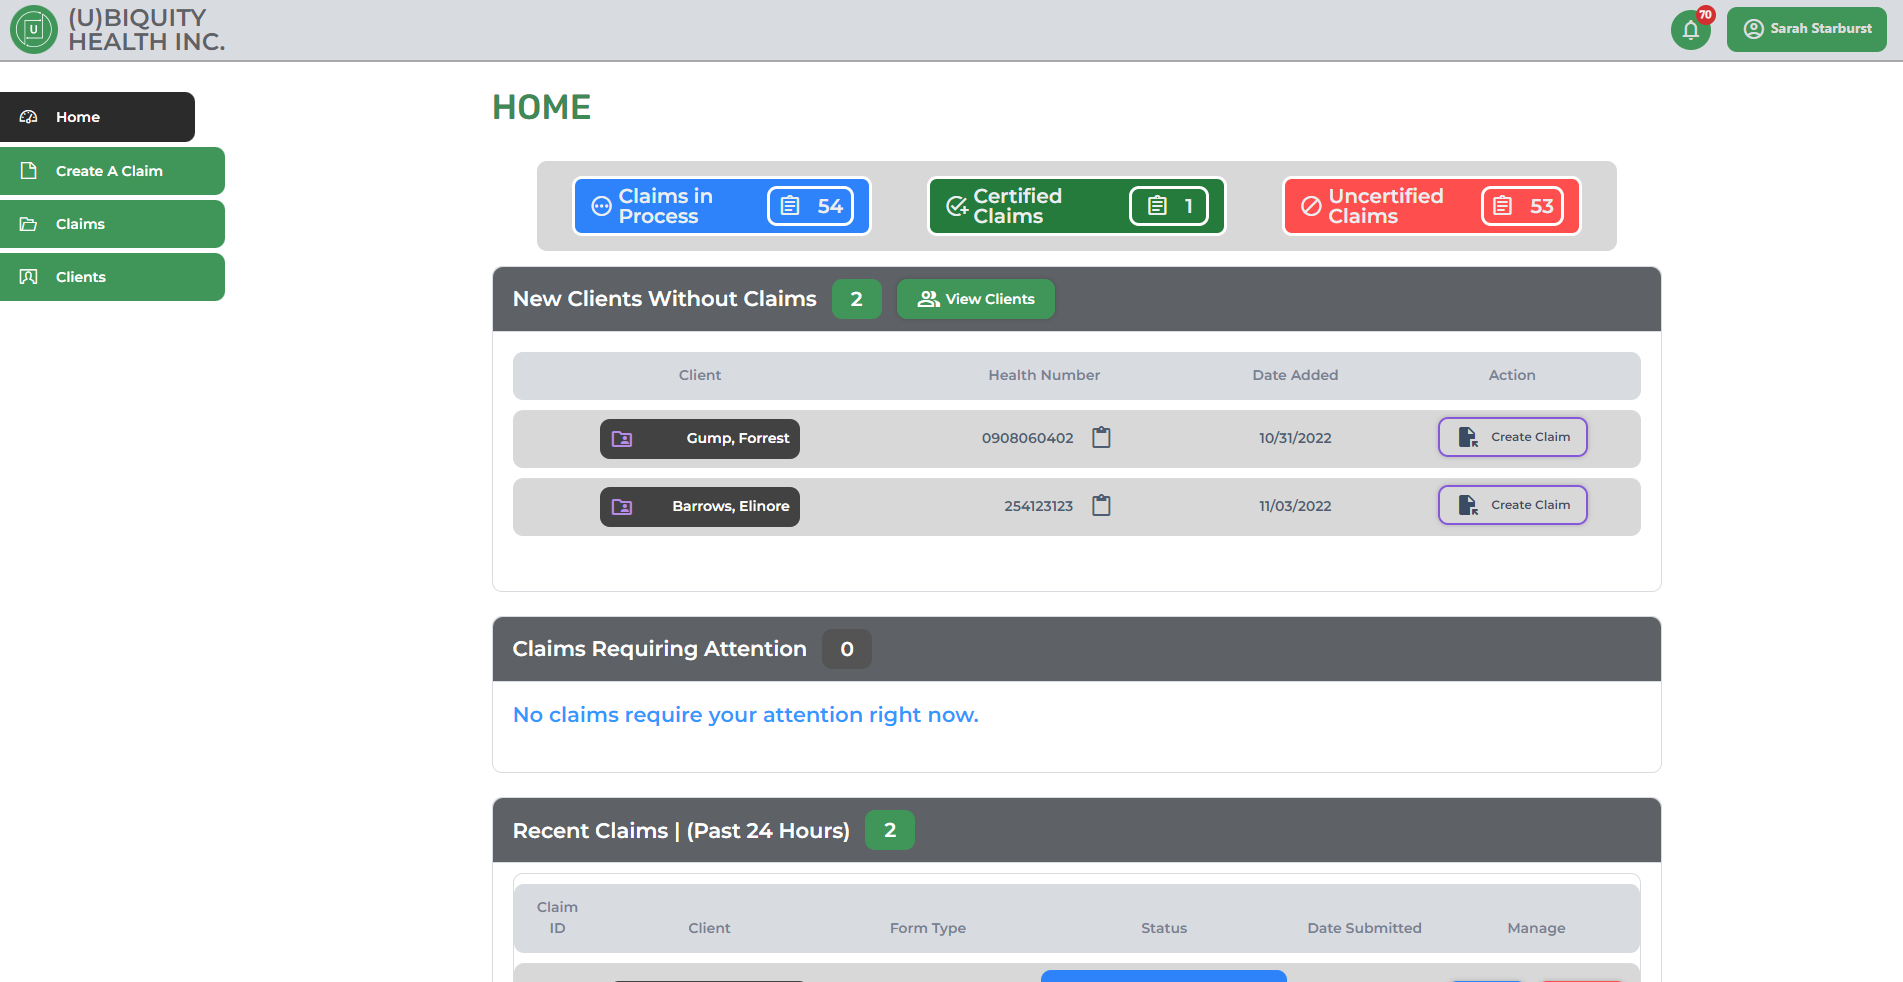 U
(U)BIQUITY
HEALTH INC.
70
Sarah Starburst
Home
Create A Claim
Claims
Clients
HOME
Claims in
Process
54
Certified
Claims
1
Uncertified
Claims
53
New Clients Without Claims 2 View Clients
Client Health Number Date Added Action
Gump, Forrest 0908060402 10/31/2022 Create Claim
Barrows, Elinore 254123123 11/03/2022 Create Claim
Claims Requiring Attention 0
No claims require your attention right now.
Recent Claims | (Past 24 Hours) 2
Claim
ID Client Form Type Status Date Submitted Manage